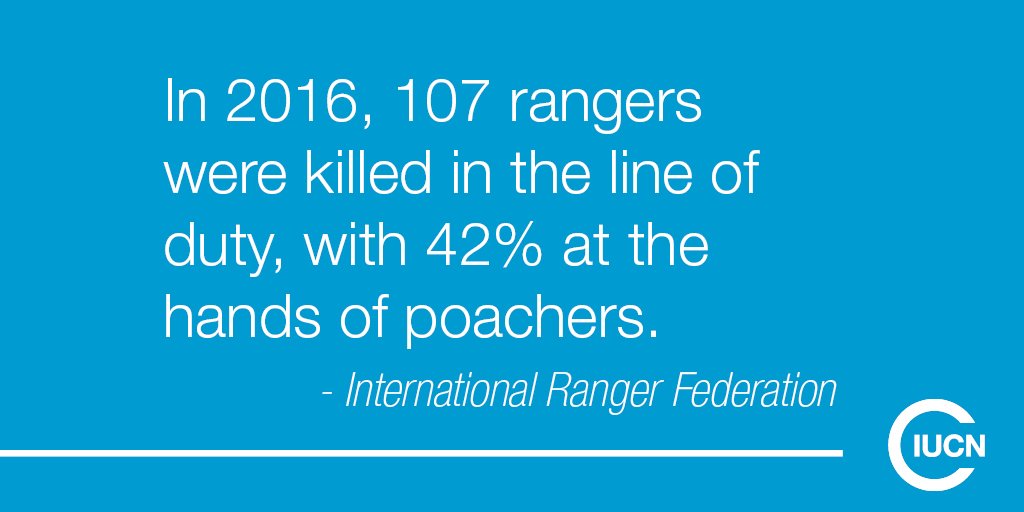 In 2016, 107 rangers
were killed in the line of
duty, with 42% at the
hands of poachers.
- International Ranger Federation
IUCN